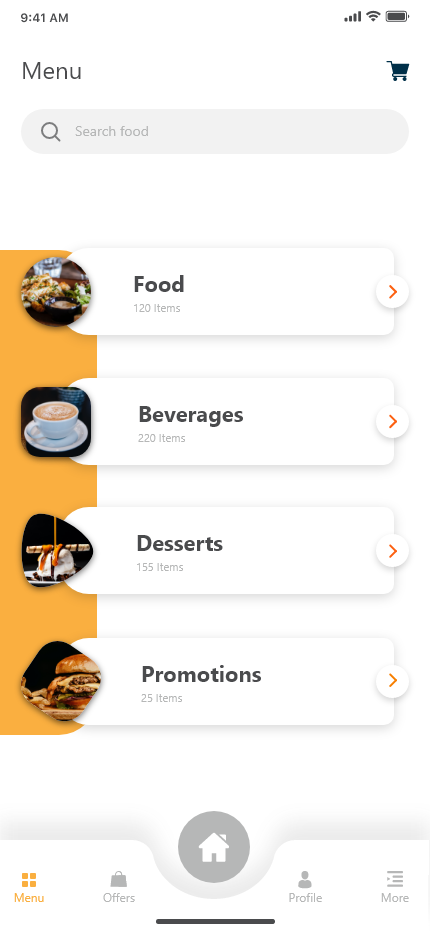 9:41 AM
Menu
Search food
Food
120 Items
Beverages
220 Items
Desserts
155 Items
Promotions
25 Items
Menu
Offers
Profile
More